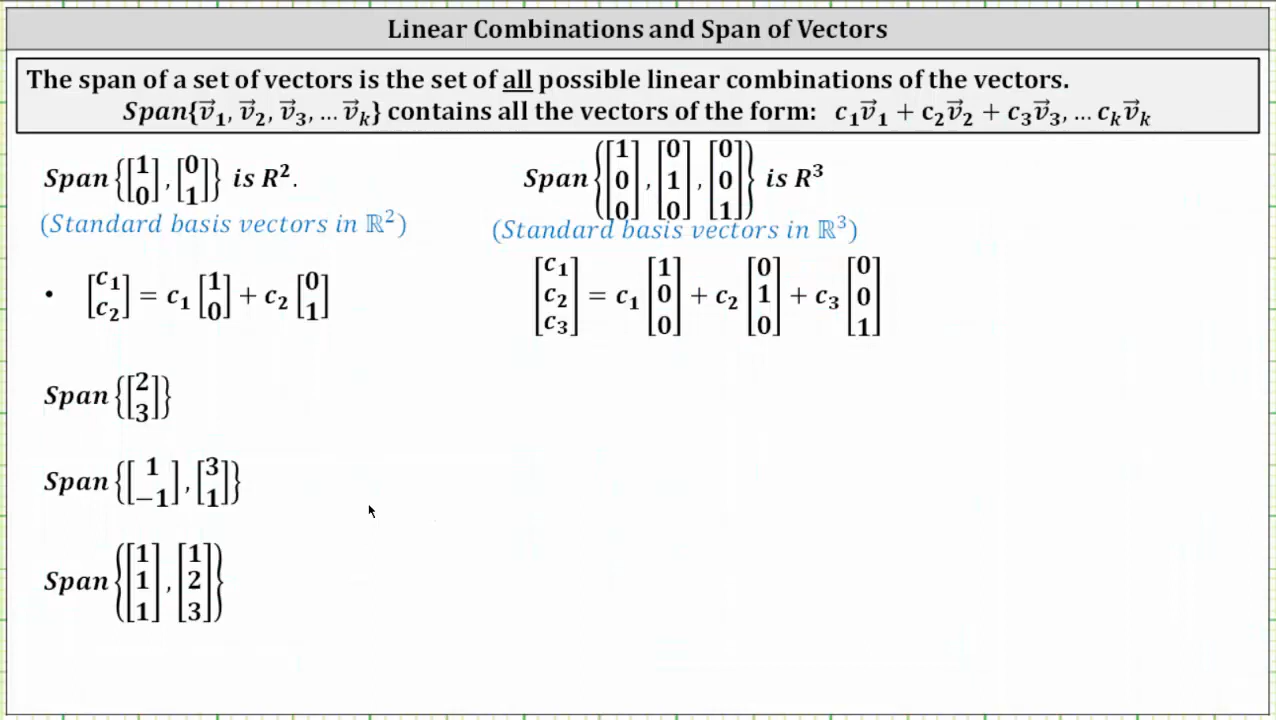 Linear Combinations and Span of Vectors
The span of a set of vectors is the set of all possible linear combinations of the vectors.
Span{v⃗₁, v⃗₂, v⃗₃, … v⃗ₖ} contains all the vectors of the form: c₁v⃗₁ + c₂v⃗₂ + c₃v⃗₃, … cₖv⃗ₖ
Span {[1 0], [0 1]} is R².
(Standard basis vectors in ℝ²)
• [c₁ c₂] = c₁ [1 0] + c₂ [0 1]
Span {[1 0 0], [0 1 0], [0 0 1]} is R³
(Standard basis vectors in ℝ³)
[c₁ c₂ c₃] = c₁ [1 0 0] + c₂ [0 1 0] + c₃ [0 0 1]
Span {[2 3]}
Span {[1 −1], [3 1]}
Span {[1 1 1], [1 2 3]}